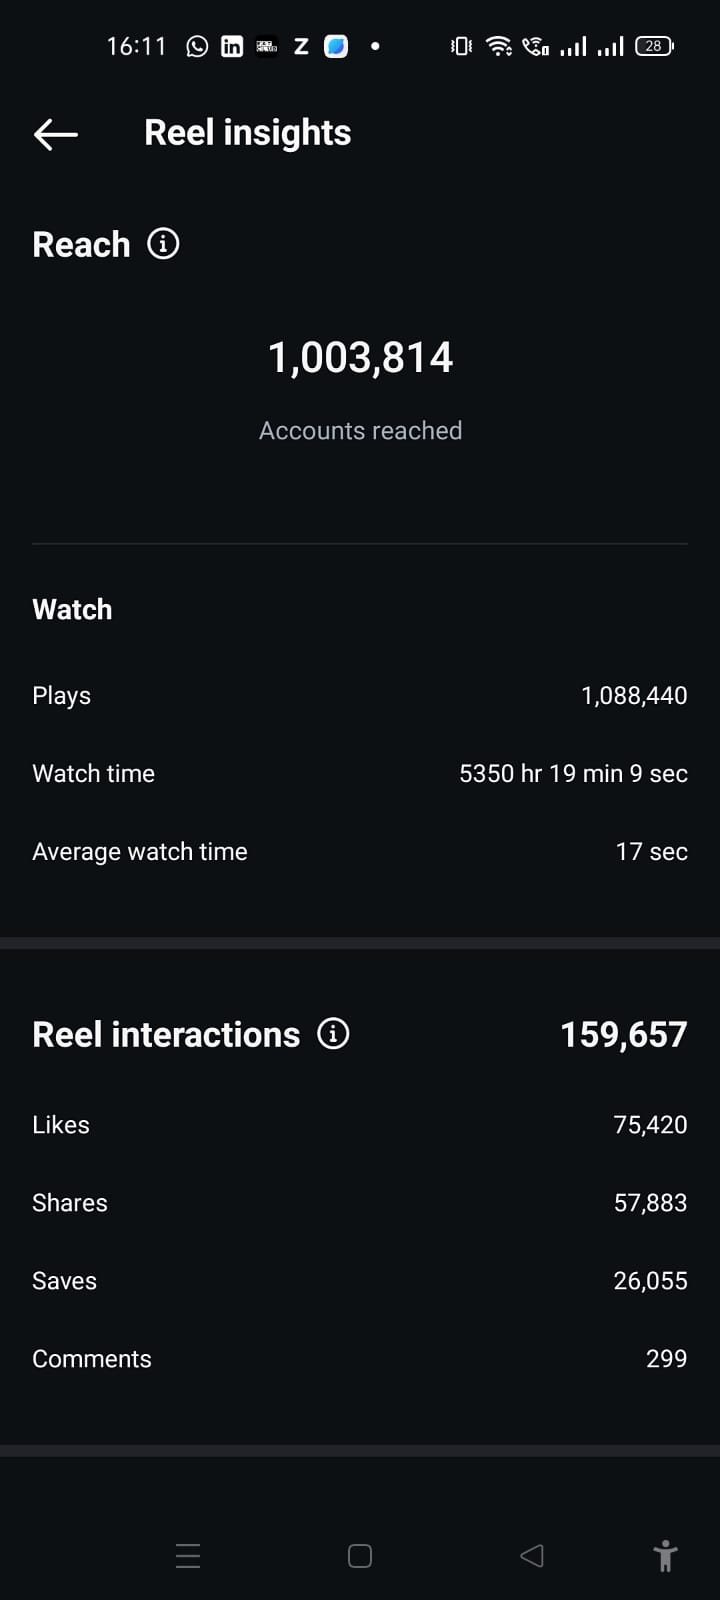 16:11 in Z 28
Reel insights
Reach
1,003,814
Accounts reached
Watch
Plays 1,088,440
Watch time 5350 hr 19 min 9 sec
Average watch time 17 sec
Reel interactions 159,657
Likes 75,420
Shares 57,883
Saves 26,055
Comments 299